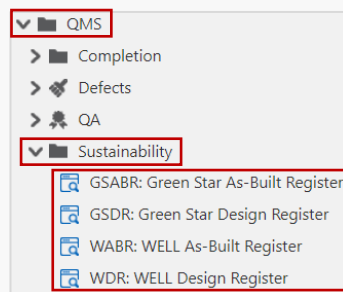 QMS
Completion
Defects
QA
Sustainability
GSABR: Green Star As-Built Register
GSDR: Green Star Design Register
WABR: WELL As-Built Register
WDR: WELL Design Register